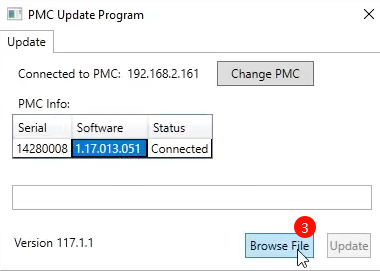 PMC Update Program
Update
Connected to PMC: 192.168.2.161 Change PMC
PMC Info:
Serial Software Status
14280008 1.17.013.051 Connected
3
Version 117.1.1 Browse File Update